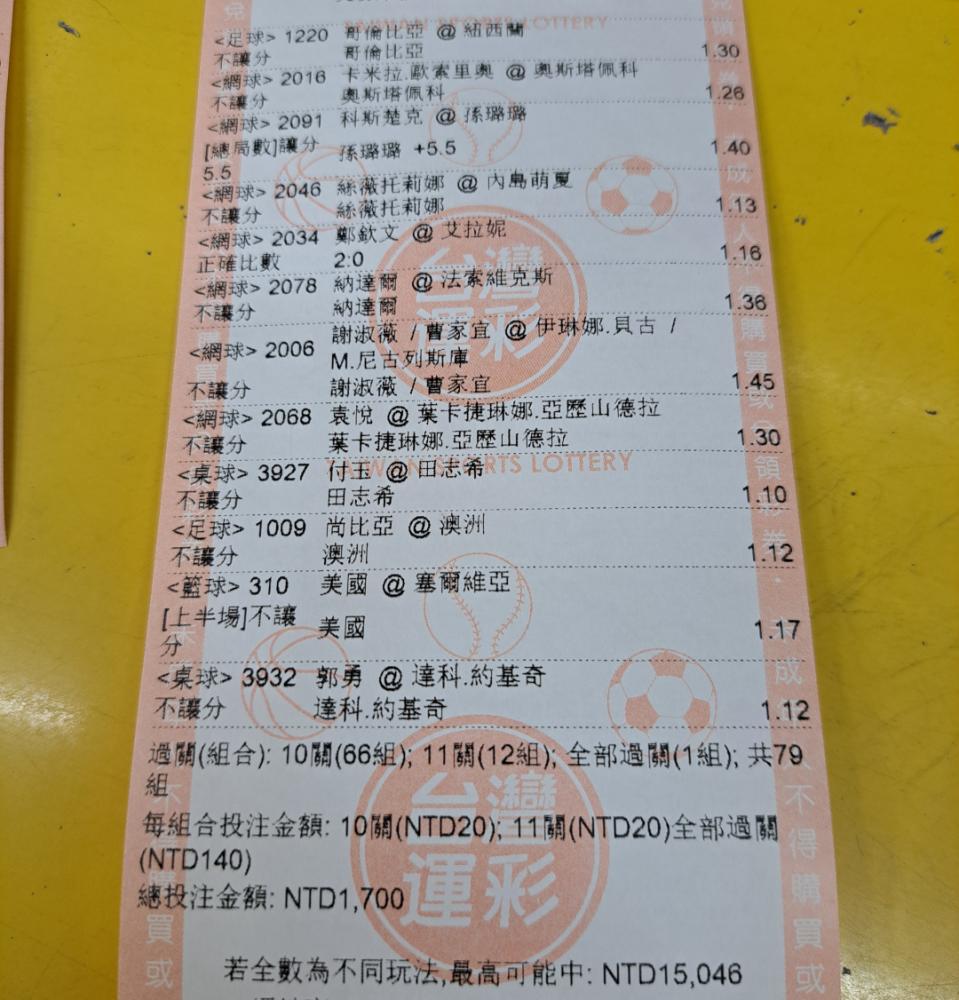 TAIWAN SPORTS LOTTERY
<足球> 1220 哥倫比亞 @ 紐西蘭
不讓分 哥倫比亞 1.30
<網球> 2016 卡米拉.歐索里奧 @ 奧斯塔佩科
不讓分 奧斯塔佩科 1.26
<網球> 2091 科斯楚克 @ 孫璐璐
[總局數]讓分 孫璐璐 +5.5 1.40
5.5
<網球> 2046 絲薇托莉娜 @ 內島萌夏
不讓分 絲薇托莉娜 1.13
<網球> 2034 鄭欽文 @ 艾拉妮
正確比數 2:0 1.16
<網球> 2078 納達爾 @ 法索維克斯
不讓分 納達爾 1.36
<網球> 2006 謝淑薇 / 曹家宜 @ 伊琳娜.貝古 /
M.尼古列斯庫
不讓分 謝淑薇 / 曹家宜 1.45
<網球> 2068 袁悅 @ 葉卡捷琳娜.亞歷山德拉
不讓分 葉卡捷琳娜.亞歷山德拉 1.30
TAIWAN SPORTS LOTTERY
<桌球> 3927 付玉 @ 田志希
不讓分 田志希 1.10
<足球> 1009 尚比亞 @ 澳洲
不讓分 澳洲 1.12
<籃球> 310 美國 @ 塞爾維亞
[上半場]不讓 美國 1.17
分
<桌球> 3932 郭勇 @ 達科.約基奇
不讓分 達科.約基奇 1.12
過關(組合): 10關(66組); 11關(12組); 全部過關(1組); 共79
組
每組合投注金額: 10關(NTD20); 11關(NTD20)全部過關
(NTD140)
總投注金額: NTD1,700
台灣
運彩
若全數為不同玩法,最高可能中: NTD15,046